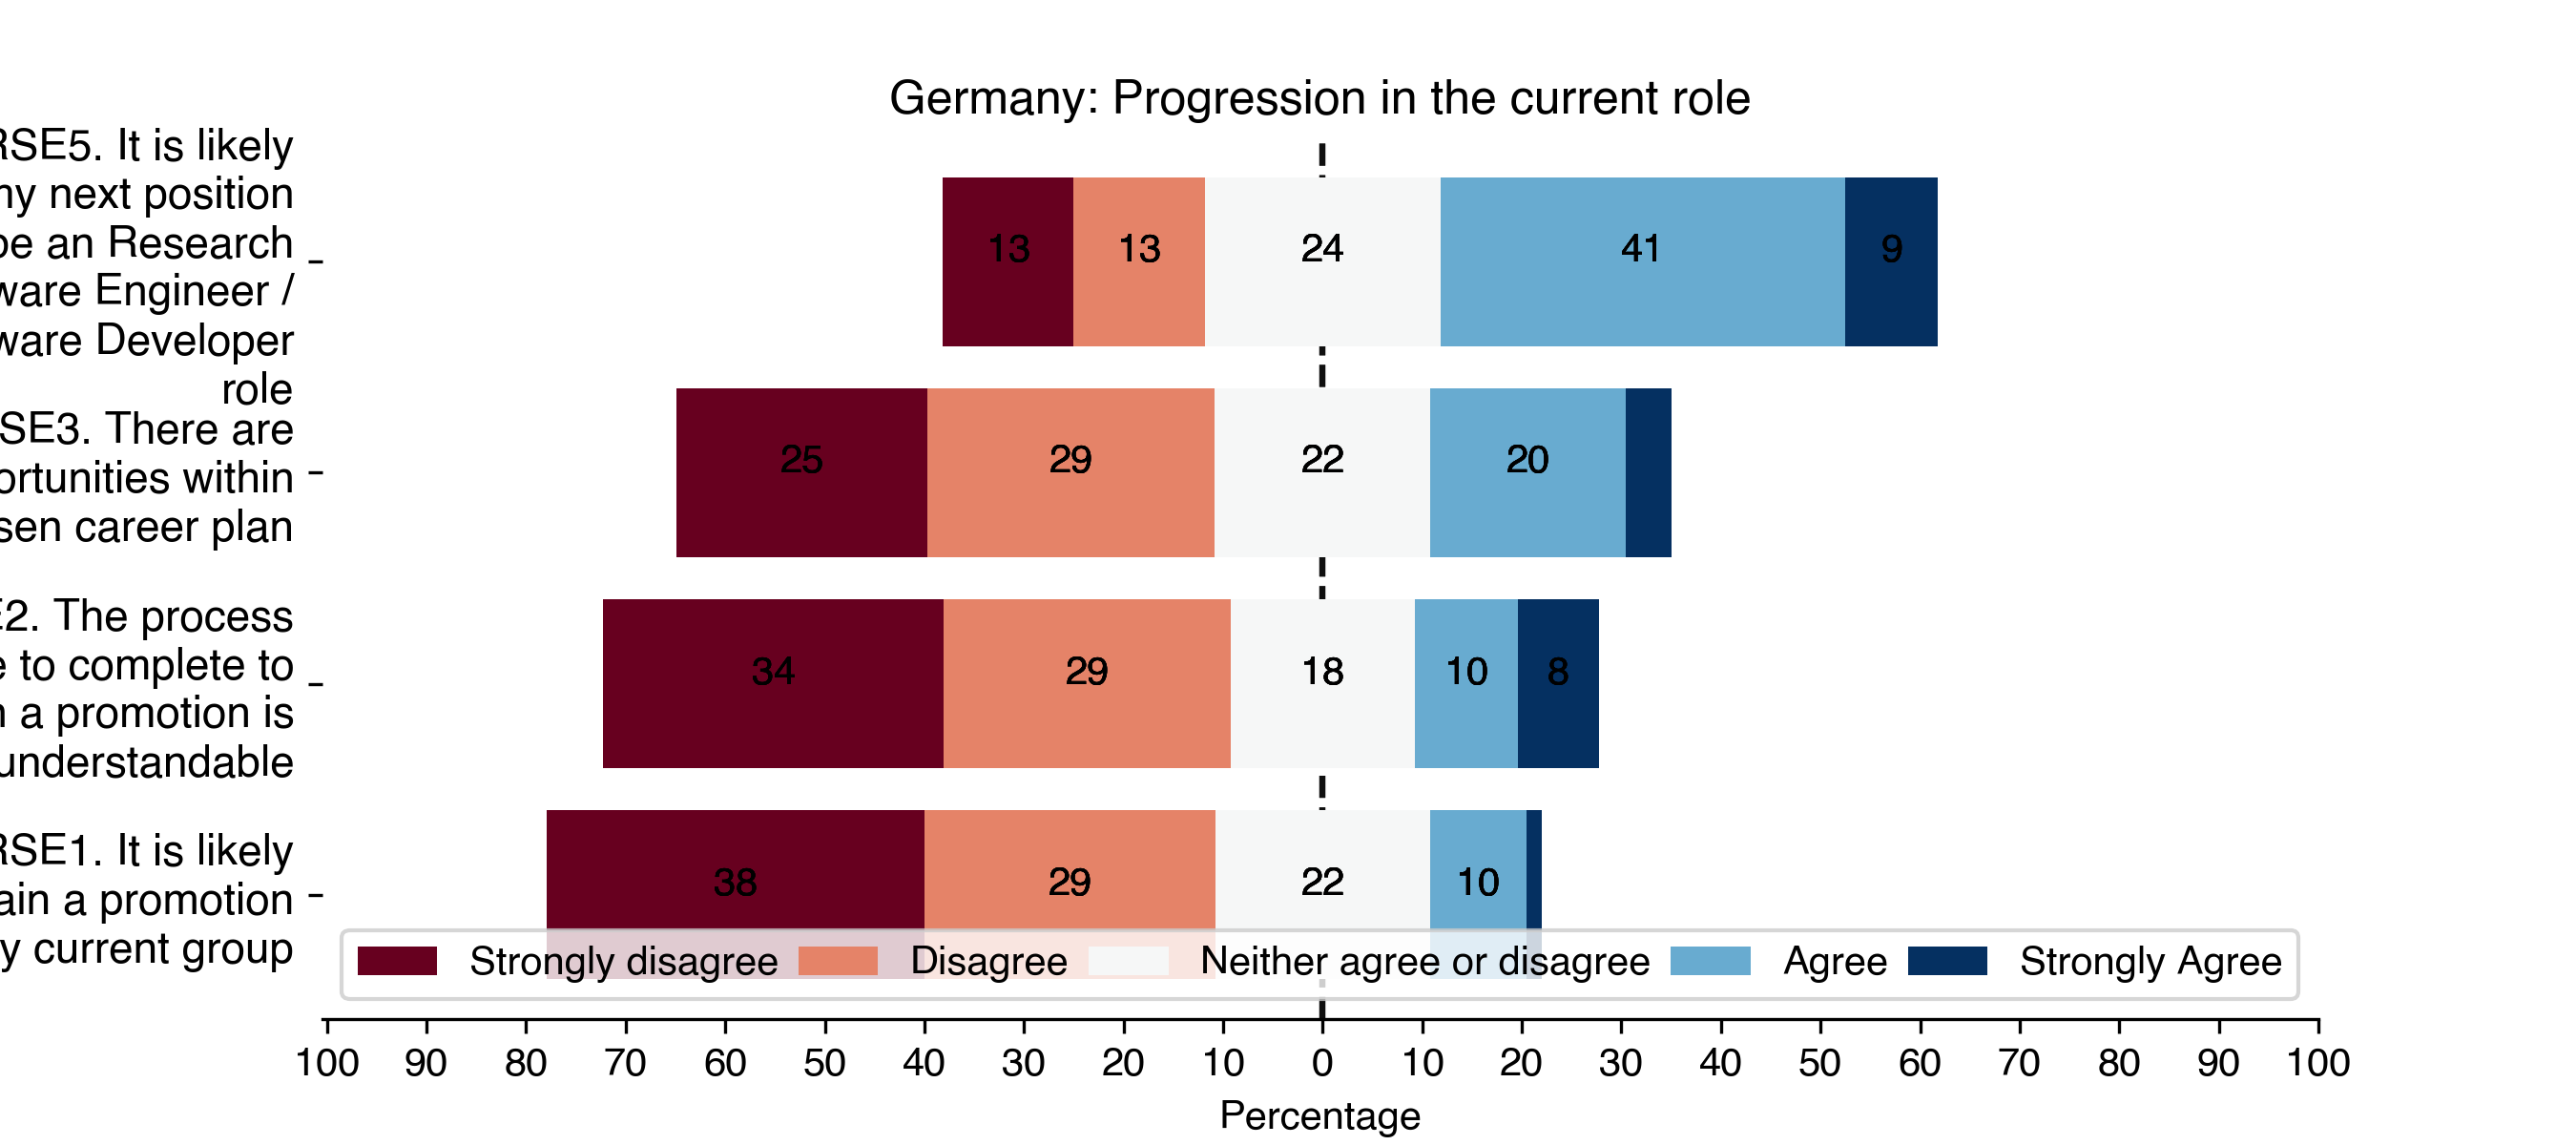 Germany: Progression in the current role
RSE5. It is likely
my next position
be an Research
ware Engineer /
ware Developer
role
13 13 24 41 9
SE3. There are
ortunities within
sen career plan
25 29 22 20
E2. The process
e to complete to
n a promotion is
understandable
34 29 18 10 8
RSE1. It is likely
ain a promotion
y current group
38 29 22 10
Strongly disagree Disagree Neither agree or disagree Agree Strongly Agree
100 90 80 70 60 50 40 30 20 10 0 10 20 30 40 50 60 70 80 90 100
Percentage